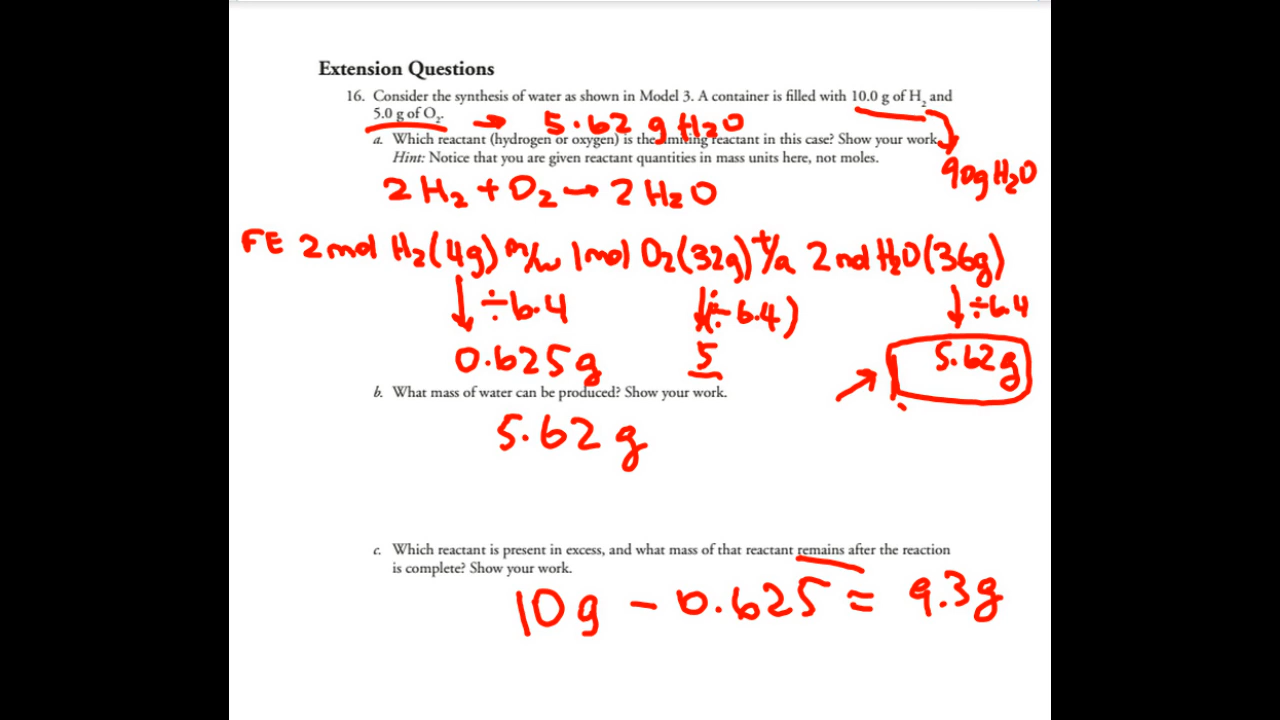 Extension Questions
16. Consider the synthesis of water as shown in Model 3. A container is filled with 10.0 g of H₂ and
5.0 g of O₂. → 5.62 g H2O
a. Which reactant (hydrogen or oxygen) is the limiting reactant in this case? Show your work.
Hint: Notice that you are given reactant quantities in mass units here, not moles.
90g H2O
2H2 + O2 → 2H2O
FE 2 mol H2(4g) 1mol O2(32g) 2 H2O(36g)
↓ ÷6.4 ↓(÷6.4) ↓ ÷6.4
0.625g 5 5.62g
b. What mass of water can be produced? Show your work.
5.62 g
c. Which reactant is present in excess, and what mass of that reactant remains after the reaction
is complete? Show your work.
10g - 0.625 = 9.3g